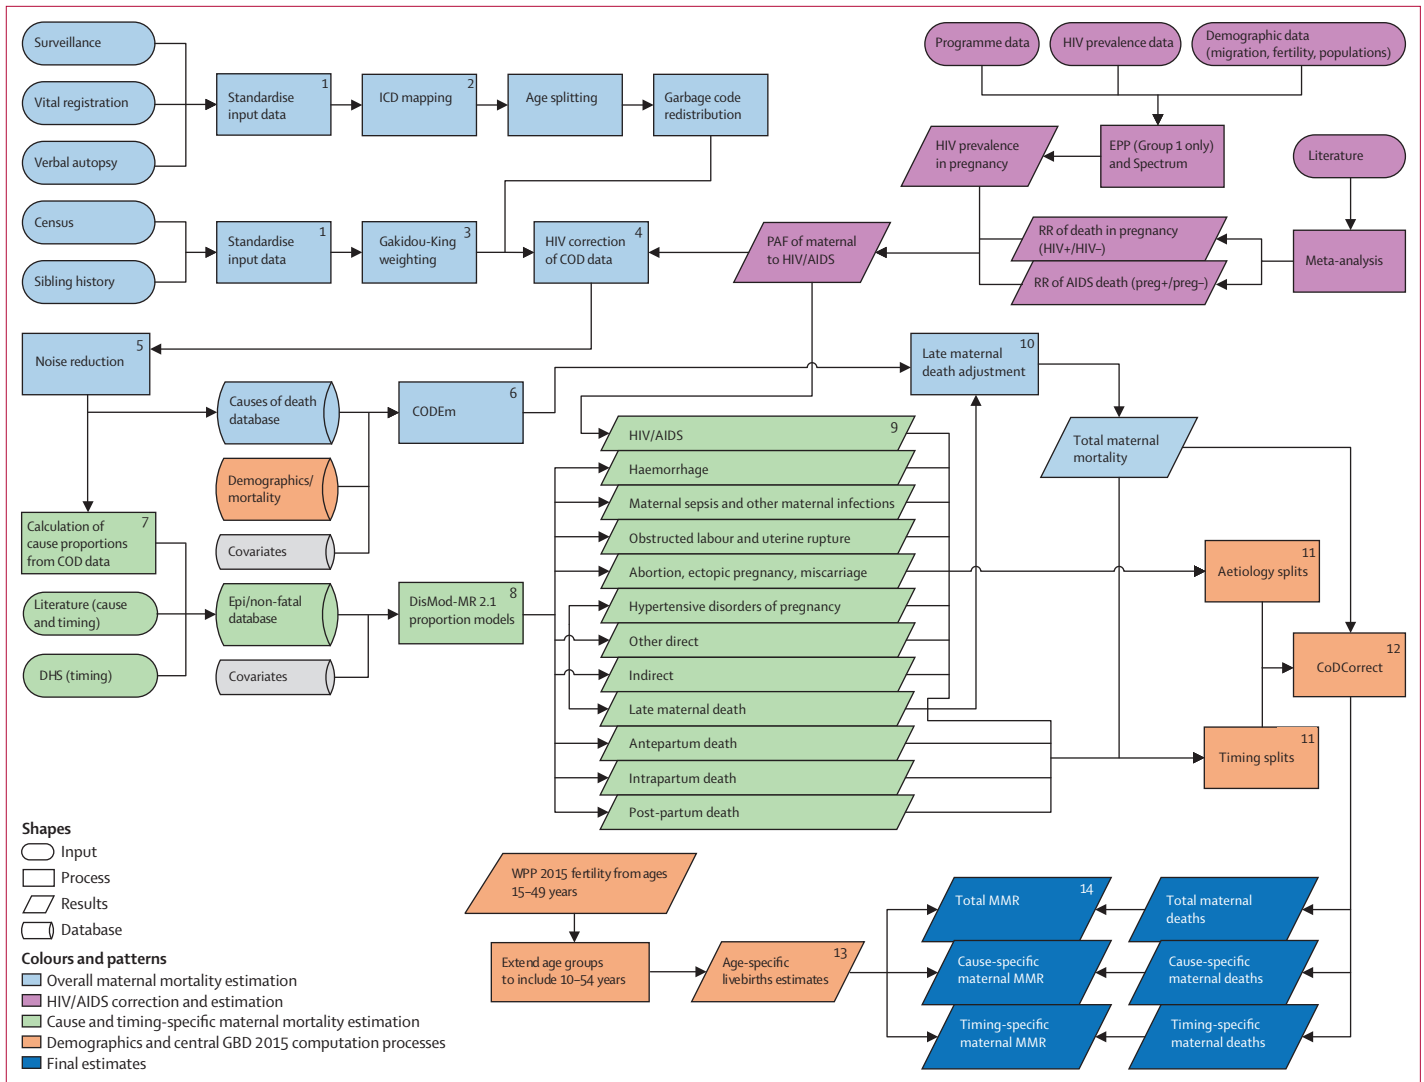 Surveillance
Vital registration
Verbal autopsy
Census
Sibling history
1
Standardise
input data
2
ICD mapping
Age splitting
Garbage code
redistribution
1
Standardise
input data
3
Gakidou-King
weighting
4
HIV correction
of COD data
Programme data
HIV prevalence data
Demographic data
(migration, fertility, populations)
HIV prevalence
in pregnancy
EPP (Group 1 only)
and Spectrum
Literature
PAF of maternal
to HIV/AIDS
RR of death in pregnancy
(HIV+/HIV–)
RR of AIDS death (preg+/preg–)
Meta-analysis
5
Noise reduction
Causes of death
database
6
CODEm
Demographics/
mortality
Covariates
10
Late maternal
death adjustment
Total maternal
mortality
7
Calculation of
cause proportions
from COD data
Literature (cause
and timing)
DHS (timing)
Epi/non-fatal
database
Covariates
8
DisMod-MR 2.1
proportion models
9
HIV/AIDS
Haemorrhage
Maternal sepsis and other maternal infections
Obstructed labour and uterine rupture
Abortion, ectopic pregnancy, miscarriage
Hypertensive disorders of pregnancy
Other direct
Indirect
Late maternal death
Antepartum death
Intrapartum death
Post-partum death
11
Aetiology splits
12
CoDCorrect
11
Timing splits
Shapes
Input
Process
Results
Database
Colours and patterns
Overall maternal mortality estimation
HIV/AIDS correction and estimation
Cause and timing-specific maternal mortality estimation
Demographics and central GBD 2015 computation processes
Final estimates
WPP 2015 fertility from ages
15–49 years
Extend age groups
to include 10–54 years
13
Age-specific
livebirths estimates
14
Total MMR
Total maternal
deaths
Cause-specific
maternal MMR
Cause-specific
maternal deaths
Timing-specific
maternal MMR
Timing-specific
maternal deaths